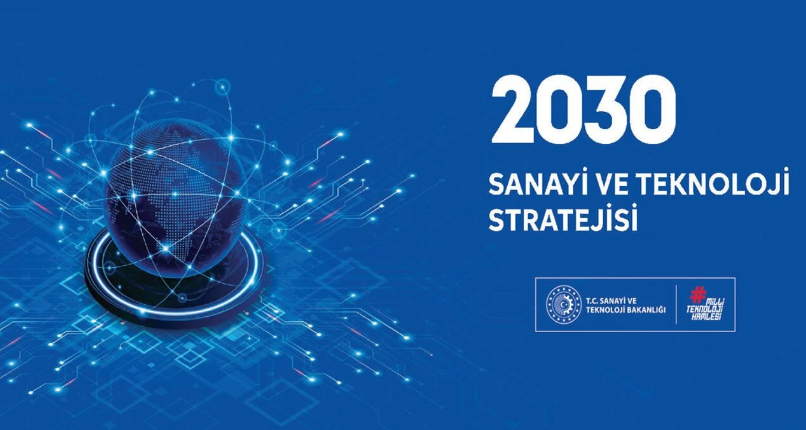 2030
SANAYİ VE TEKNOLOJİ
STRATEJİSİ
T.C. SANAYİ VE
TEKNOLOJİ BAKANLIĞI
#MİLLİ
TEKNOLOJİ
HAMLESİ